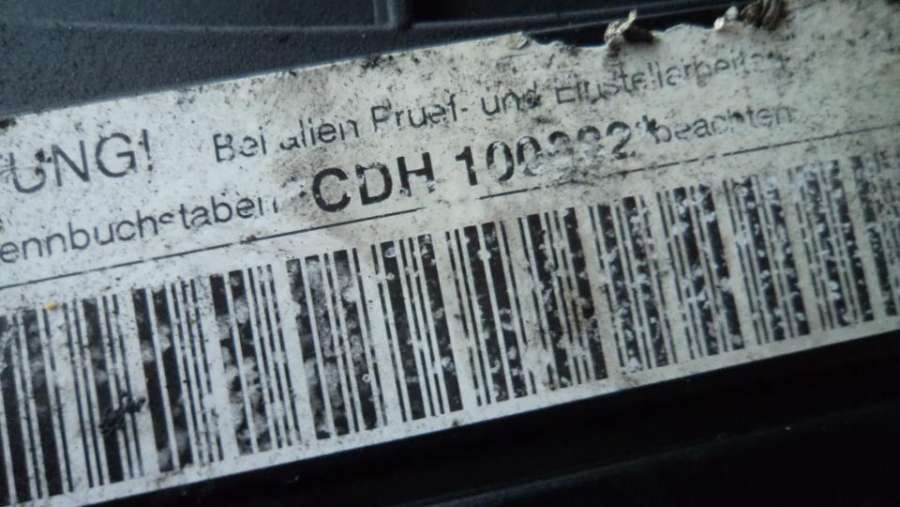 UNG! Bei allen Pruef- und Einstellarbeiten
ennbuchstaben CDH beachten